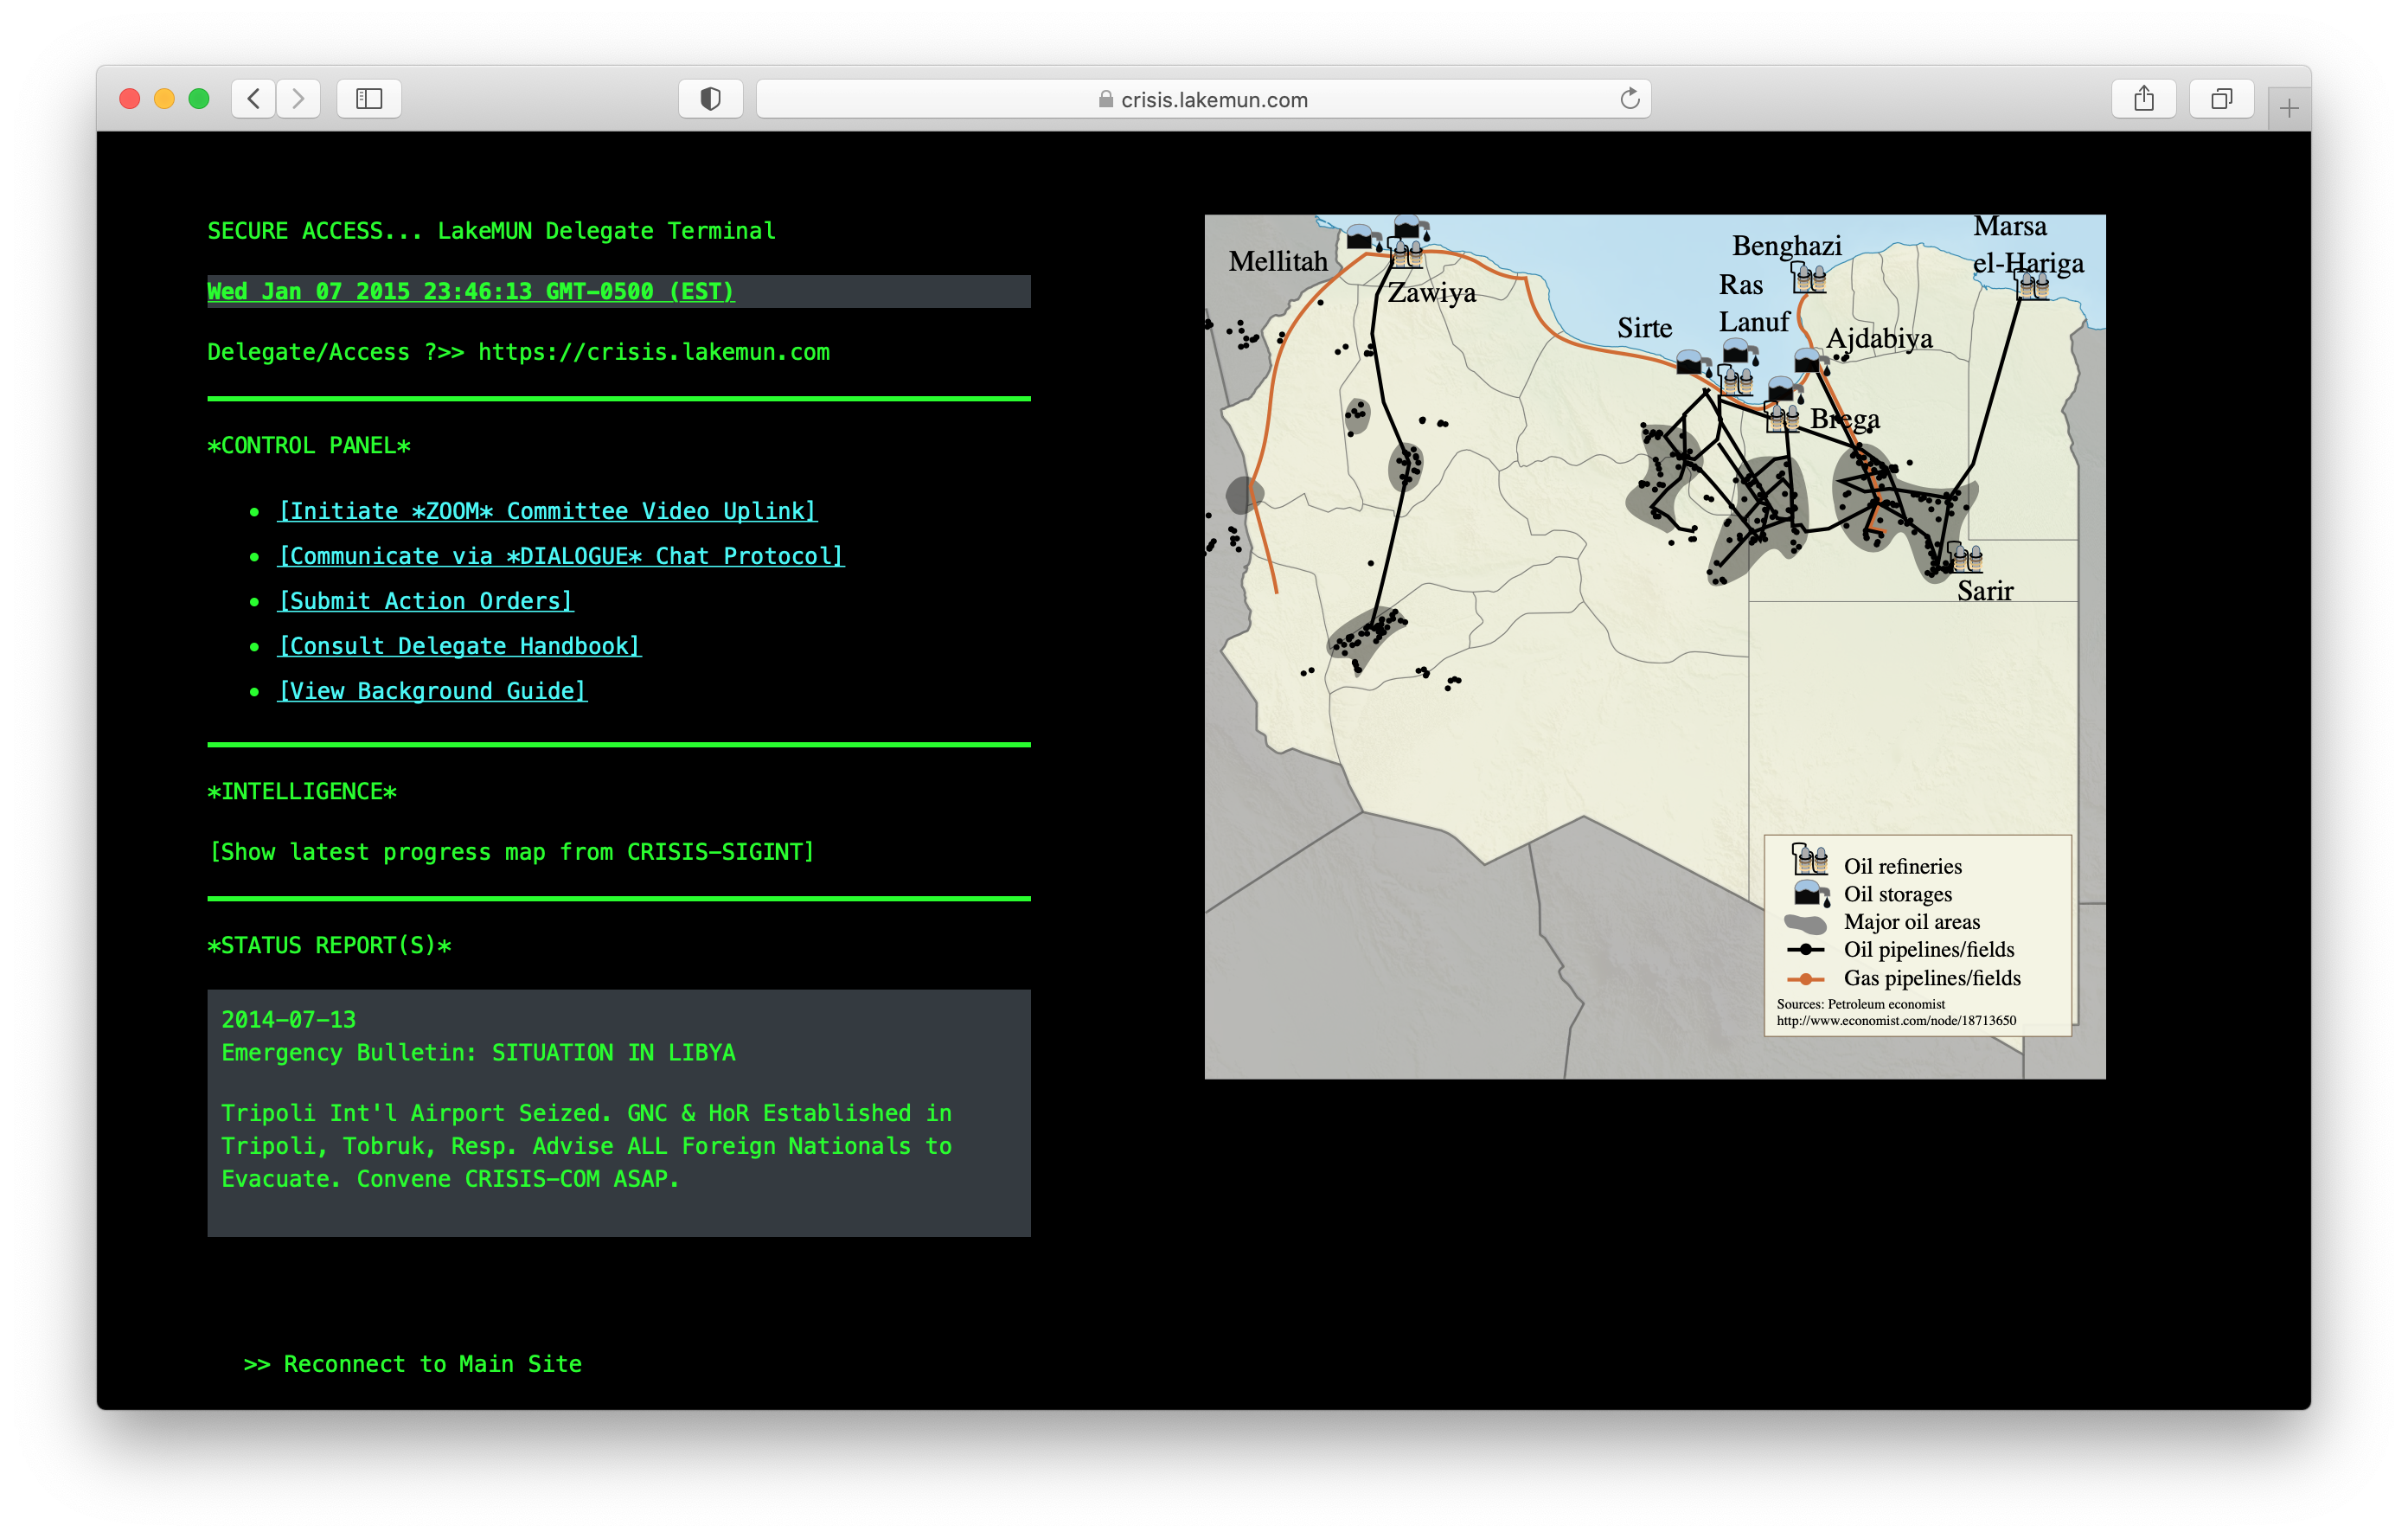 crisis.lakemun.com
SECURE ACCESS... LakeMUN Delegate Terminal
Wed Jan 07 2015 23:46:13 GMT-0500 (EST)
Delegate/Access ?>> https://crisis.lakemun.com
*CONTROL PANEL*
[Initiate *ZOOM* Committee Video Uplink]
[Communicate via *DIALOGUE* Chat Protocol]
[Submit Action Orders]
[Consult Delegate Handbook]
[View Background Guide]
*INTELLIGENCE*
[Show latest progress map from CRISIS-SIGINT]
*STATUS REPORT(S)*
2014-07-13
Emergency Bulletin: SITUATION IN LIBYA
Tripoli Int'l Airport Seized. GNC & HoR Established in
Tripoli, Tobruk, Resp. Advise ALL Foreign Nationals to
Evacuate. Convene CRISIS-COM ASAP.
>> Reconnect to Main Site
Mellitah
Zawiya
Sirte
Ras
Lanuf
Benghazi
Ajdabiya
Brega
Marsa
el-Hariga
Sarir
Oil refineries
Oil storages
Major oil areas
Oil pipelines/fields
Gas pipelines/fields
Sources: Petroleum economist
http://www.economist.com/node/18713650